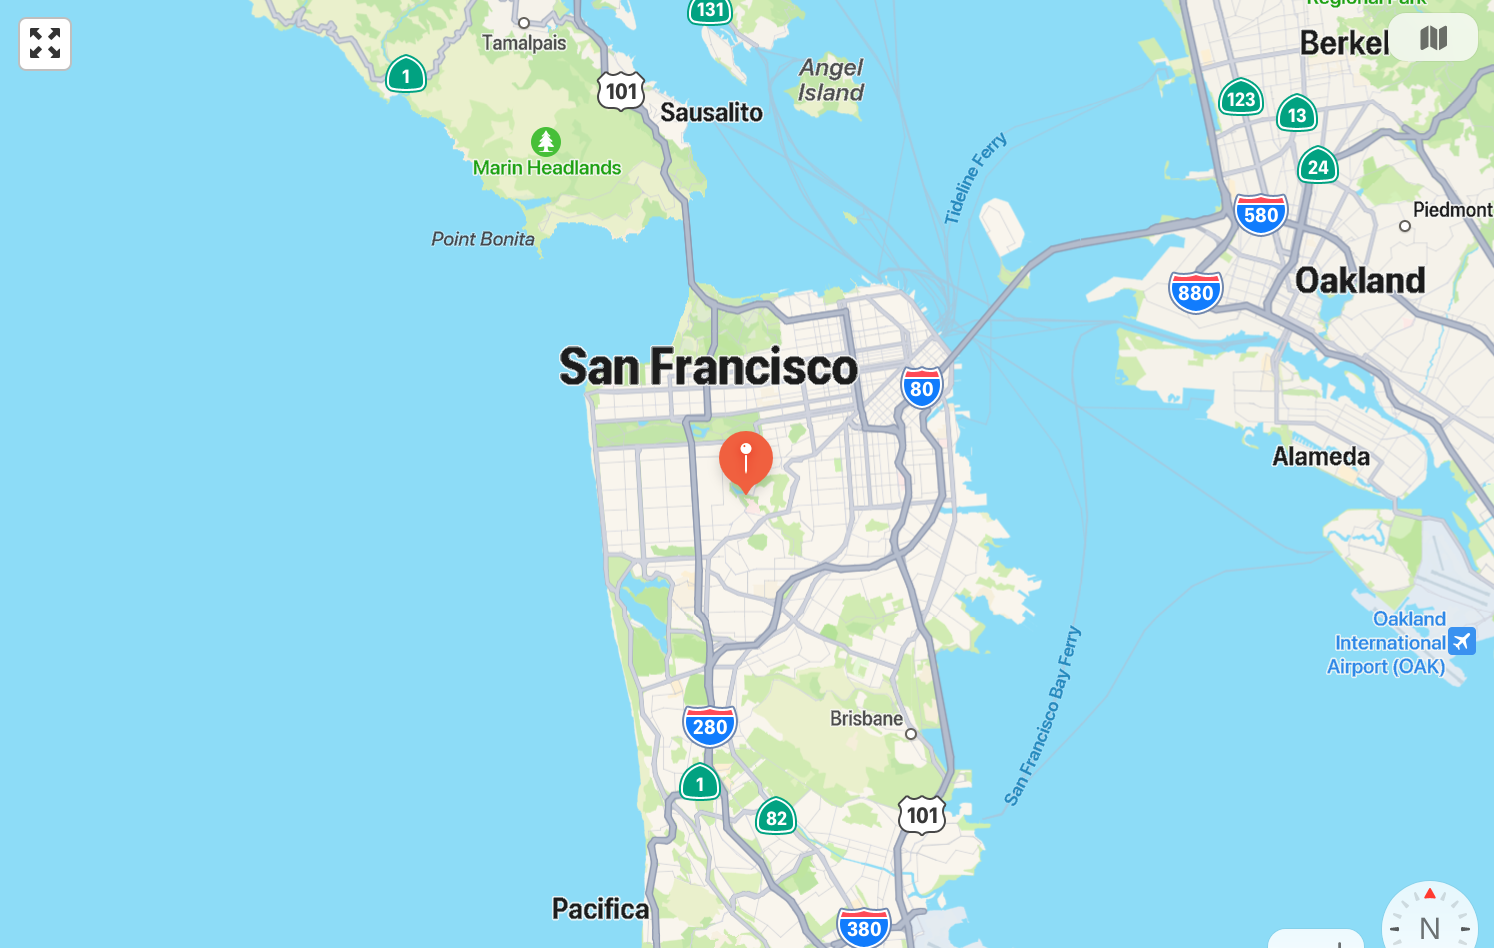 131
Regional Park
Tamalpais
Berkel
1
101
Angel
Island
123
Sausalito
13
Tideline Ferry
24
Marin Headlands
Piedmont
580
Point Bonita
Oakland
880
San Francisco
80
Alameda
Oakland
International
Airport (OAK)
San Francisco Bay Ferry
Brisbane
280
1
82
101
Pacifica
380
N